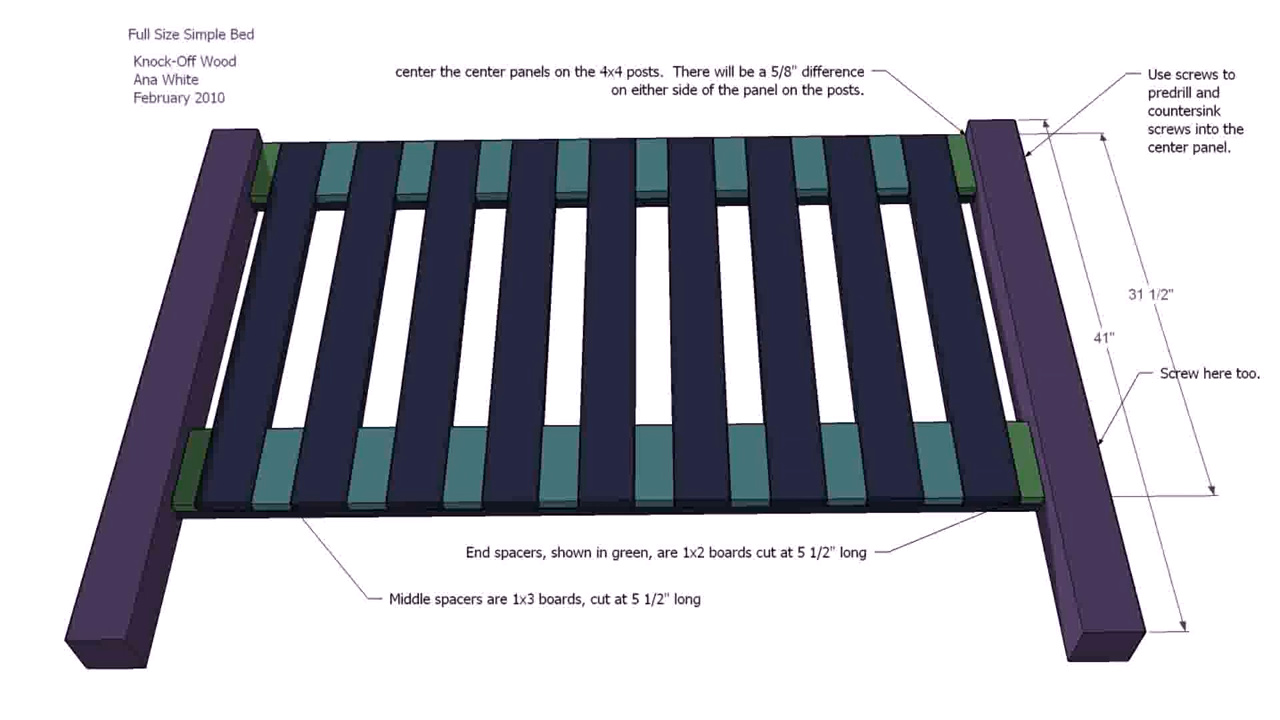 Full Size Simple Bed
Knock-Off Wood
Ana White
February 2010
center the center panels on the 4x4 posts.  There will be a 5/8" difference
on either side of the panel on the posts.
Use screws to
predrill and
countersink
screws into the
center panel.
31 1/2"
41"
Screw here too.
End spacers, shown in green, are 1x2 boards cut at 5 1/2" long
Middle spacers are 1x3 boards, cut at 5 1/2" long